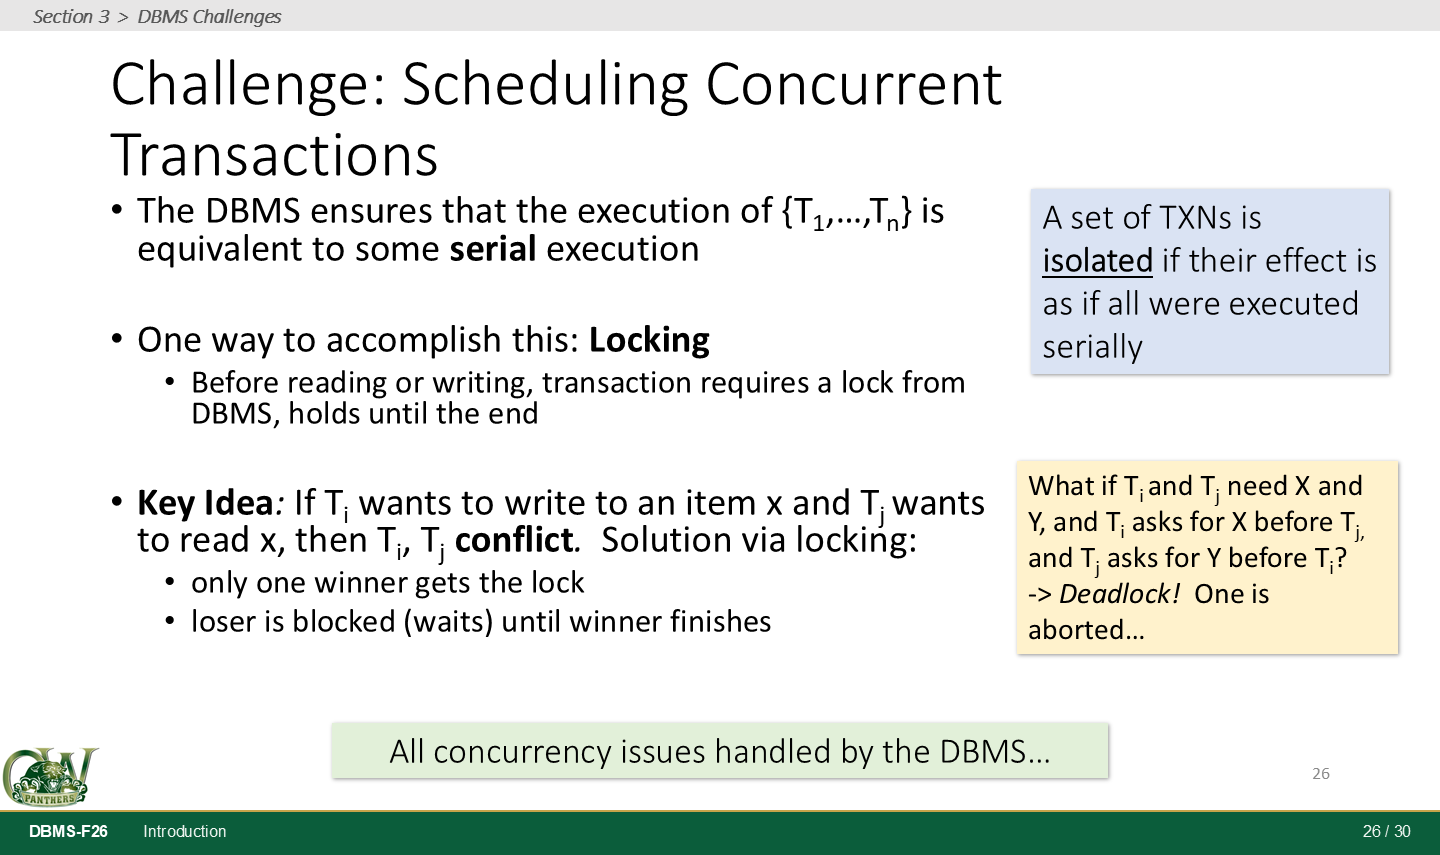 Section 3 > DBMS Challenges
Challenge: Scheduling Concurrent
Transactions
• The DBMS ensures that the execution of {T1,…,Tn} is
equivalent to some serial execution
• One way to accomplish this: Locking
• Before reading or writing, transaction requires a lock from
DBMS, holds until the end
• Key Idea: If Ti wants to write to an item x and Tj wants
to read x, then Ti, Tj conflict. Solution via locking:
• only one winner gets the lock
• loser is blocked (waits) until winner finishes
A set of TXNs is
isolated if their effect is
as if all were executed
serially
What if Ti and Tj need X and
Y, and Ti asks for X before Tj,
and Tj asks for Y before Ti?
-> Deadlock! One is
aborted…
All concurrency issues handled by the DBMS…
26
OW
PANTHERS
DBMS-F26 Introduction 26 / 30